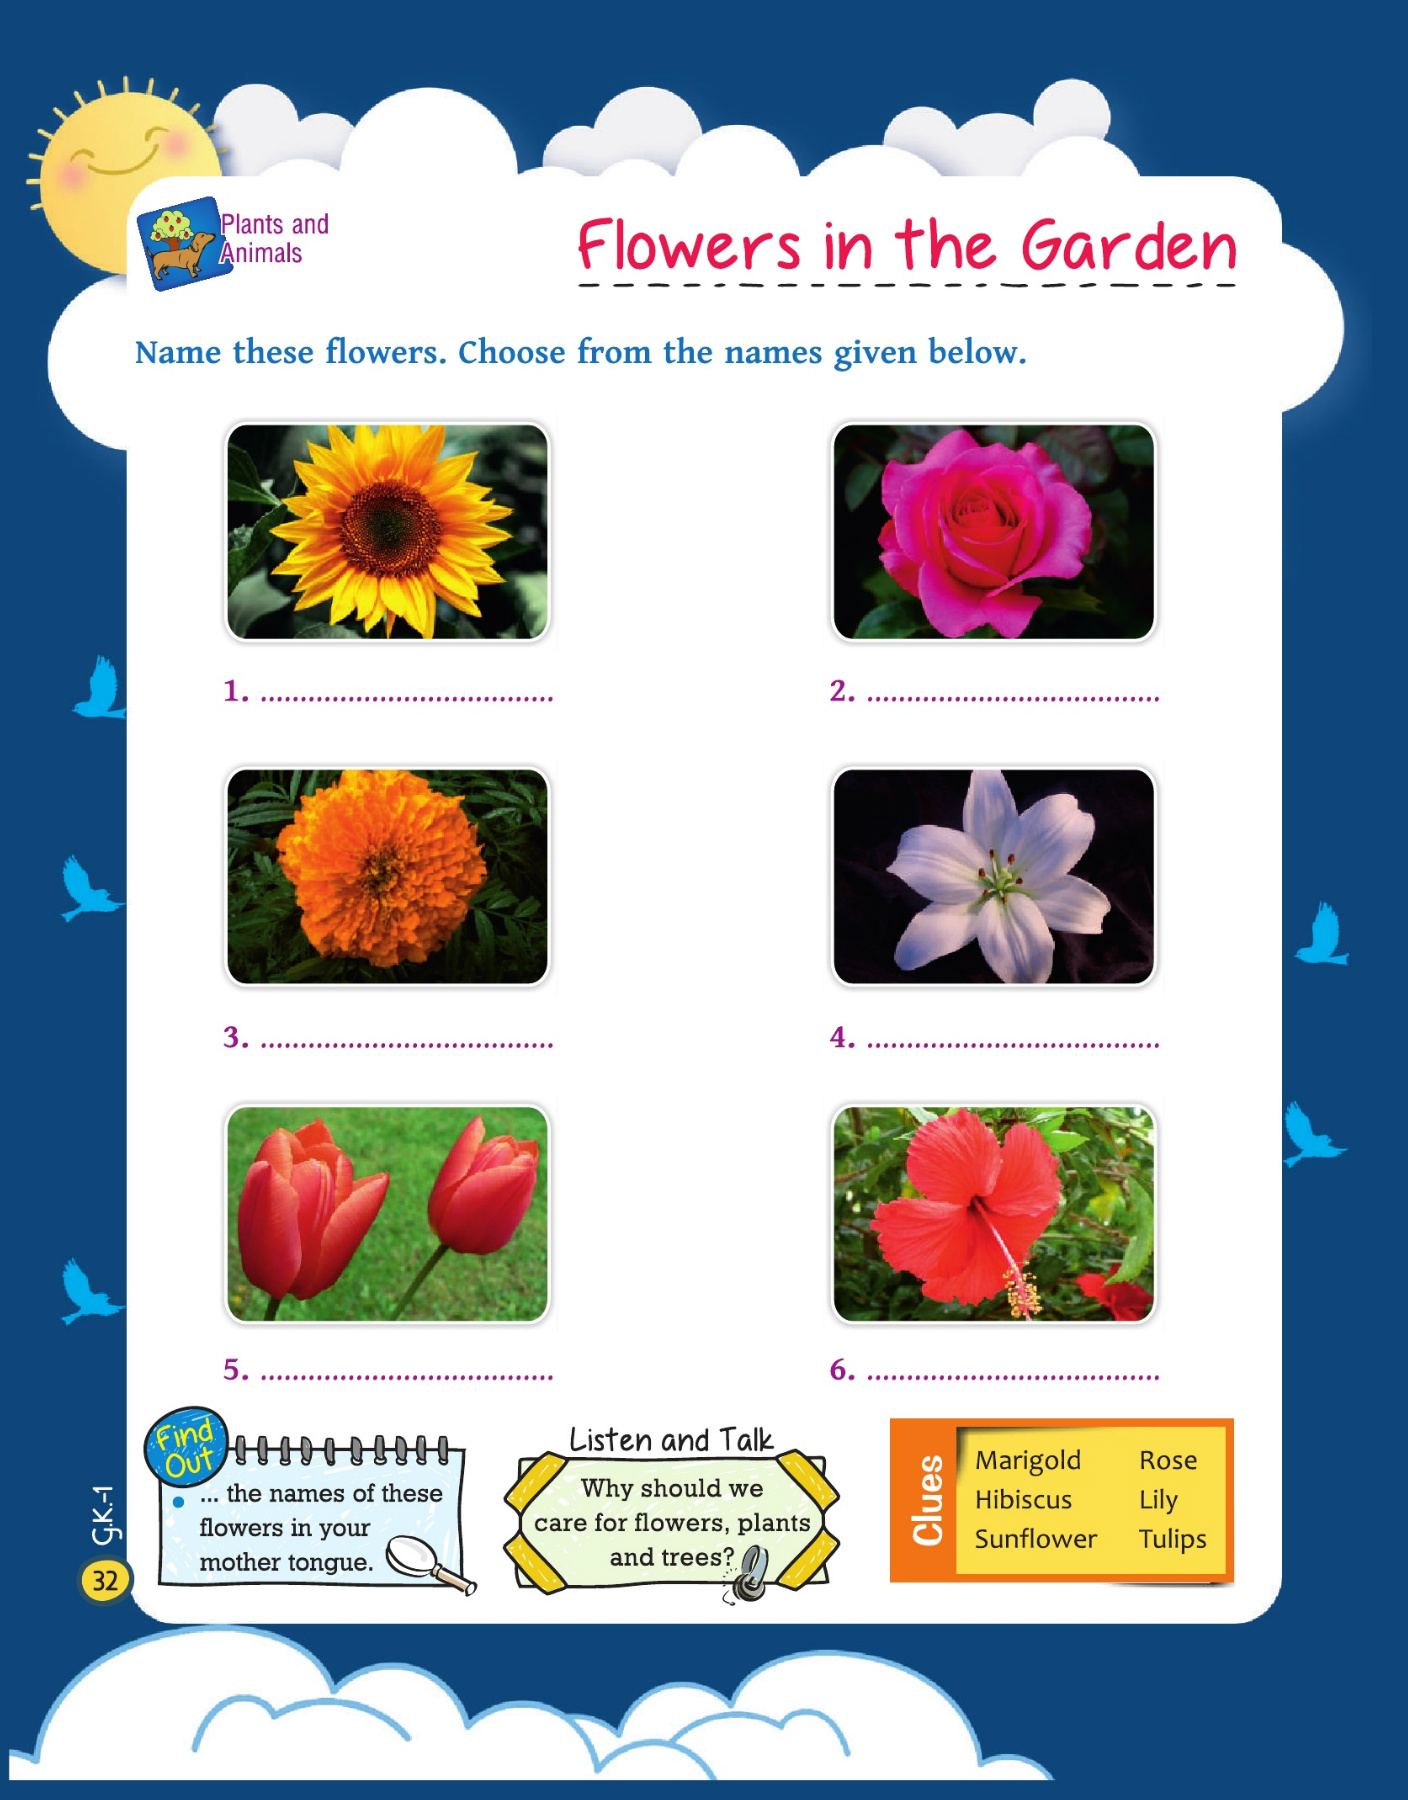 Plants and
Animals
Flowers in the Garden
Name these flowers. Choose from the names given below.
1. .....................................
2. .....................................
3. .....................................
4. .....................................
5. .....................................
6. .....................................
Find
Out
... the names of these
flowers in your
mother tongue.
Listen and Talk
Why should we
care for flowers, plants
and trees?
Clues
Marigold Rose
Hibiscus Lily
Sunflower Tulips
G.K.-1
32